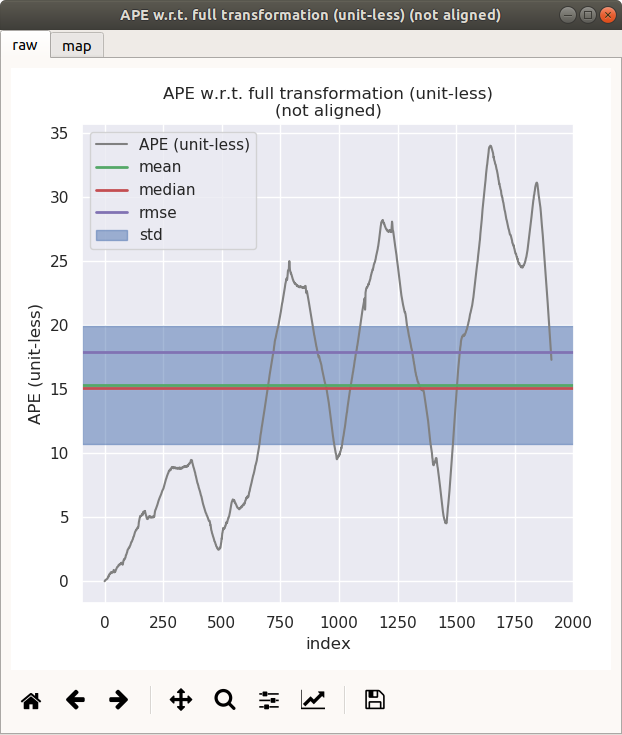 APE w.r.t. full transformation (unit-less) (not aligned)
raw
map
APE w.r.t. full transformation (unit-less)
(not aligned)
APE (unit-less)
mean
median
rmse
std
35
30
25
20
15
10
5
0
APE (unit-less)
0 250 500 750 1000 1250 1500 1750 2000
index